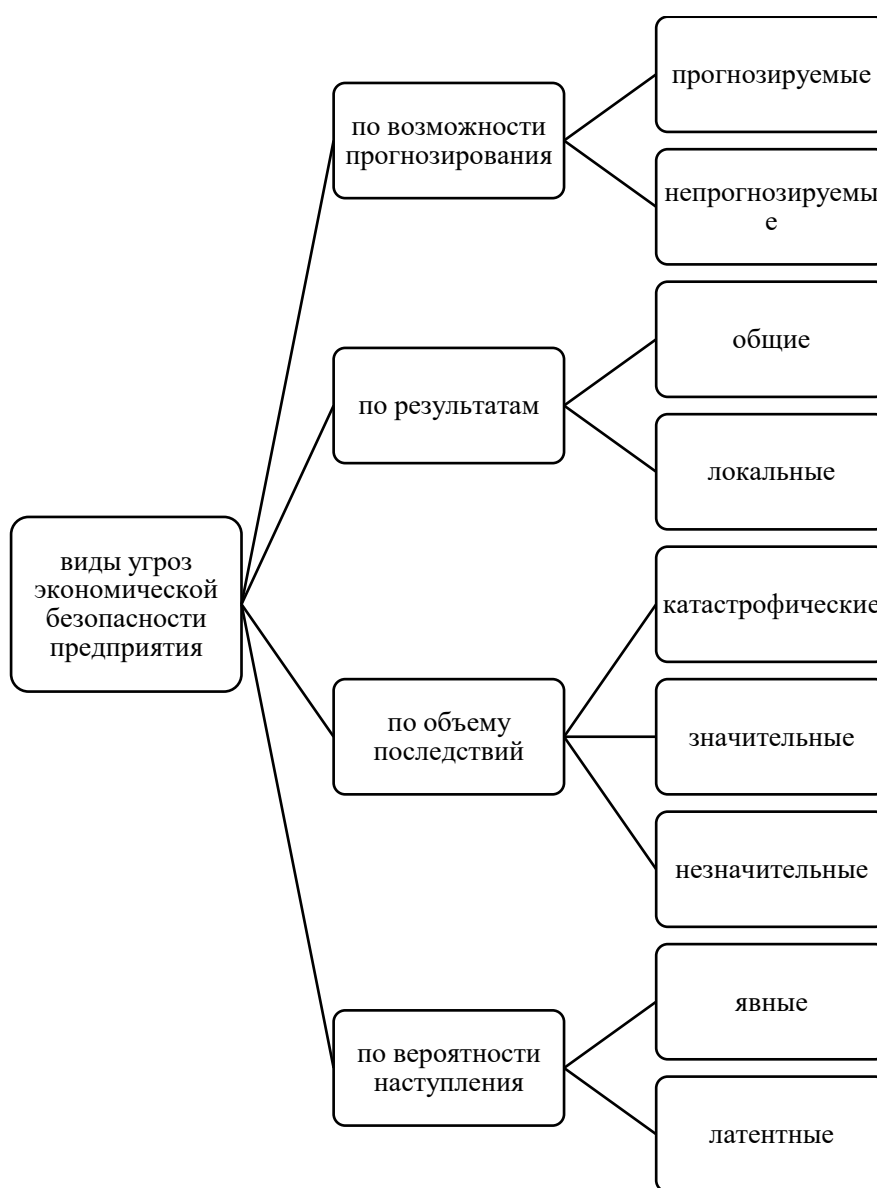 виды угроз
экономической
безопасности
предприятия
по возможности
прогнозирования
прогнозируемые
непрогнозируемы
е
по результатам
общие
локальные
по объему
последствий
катастрофические
значительные
незначительные
по вероятности
наступления
явные
латентные